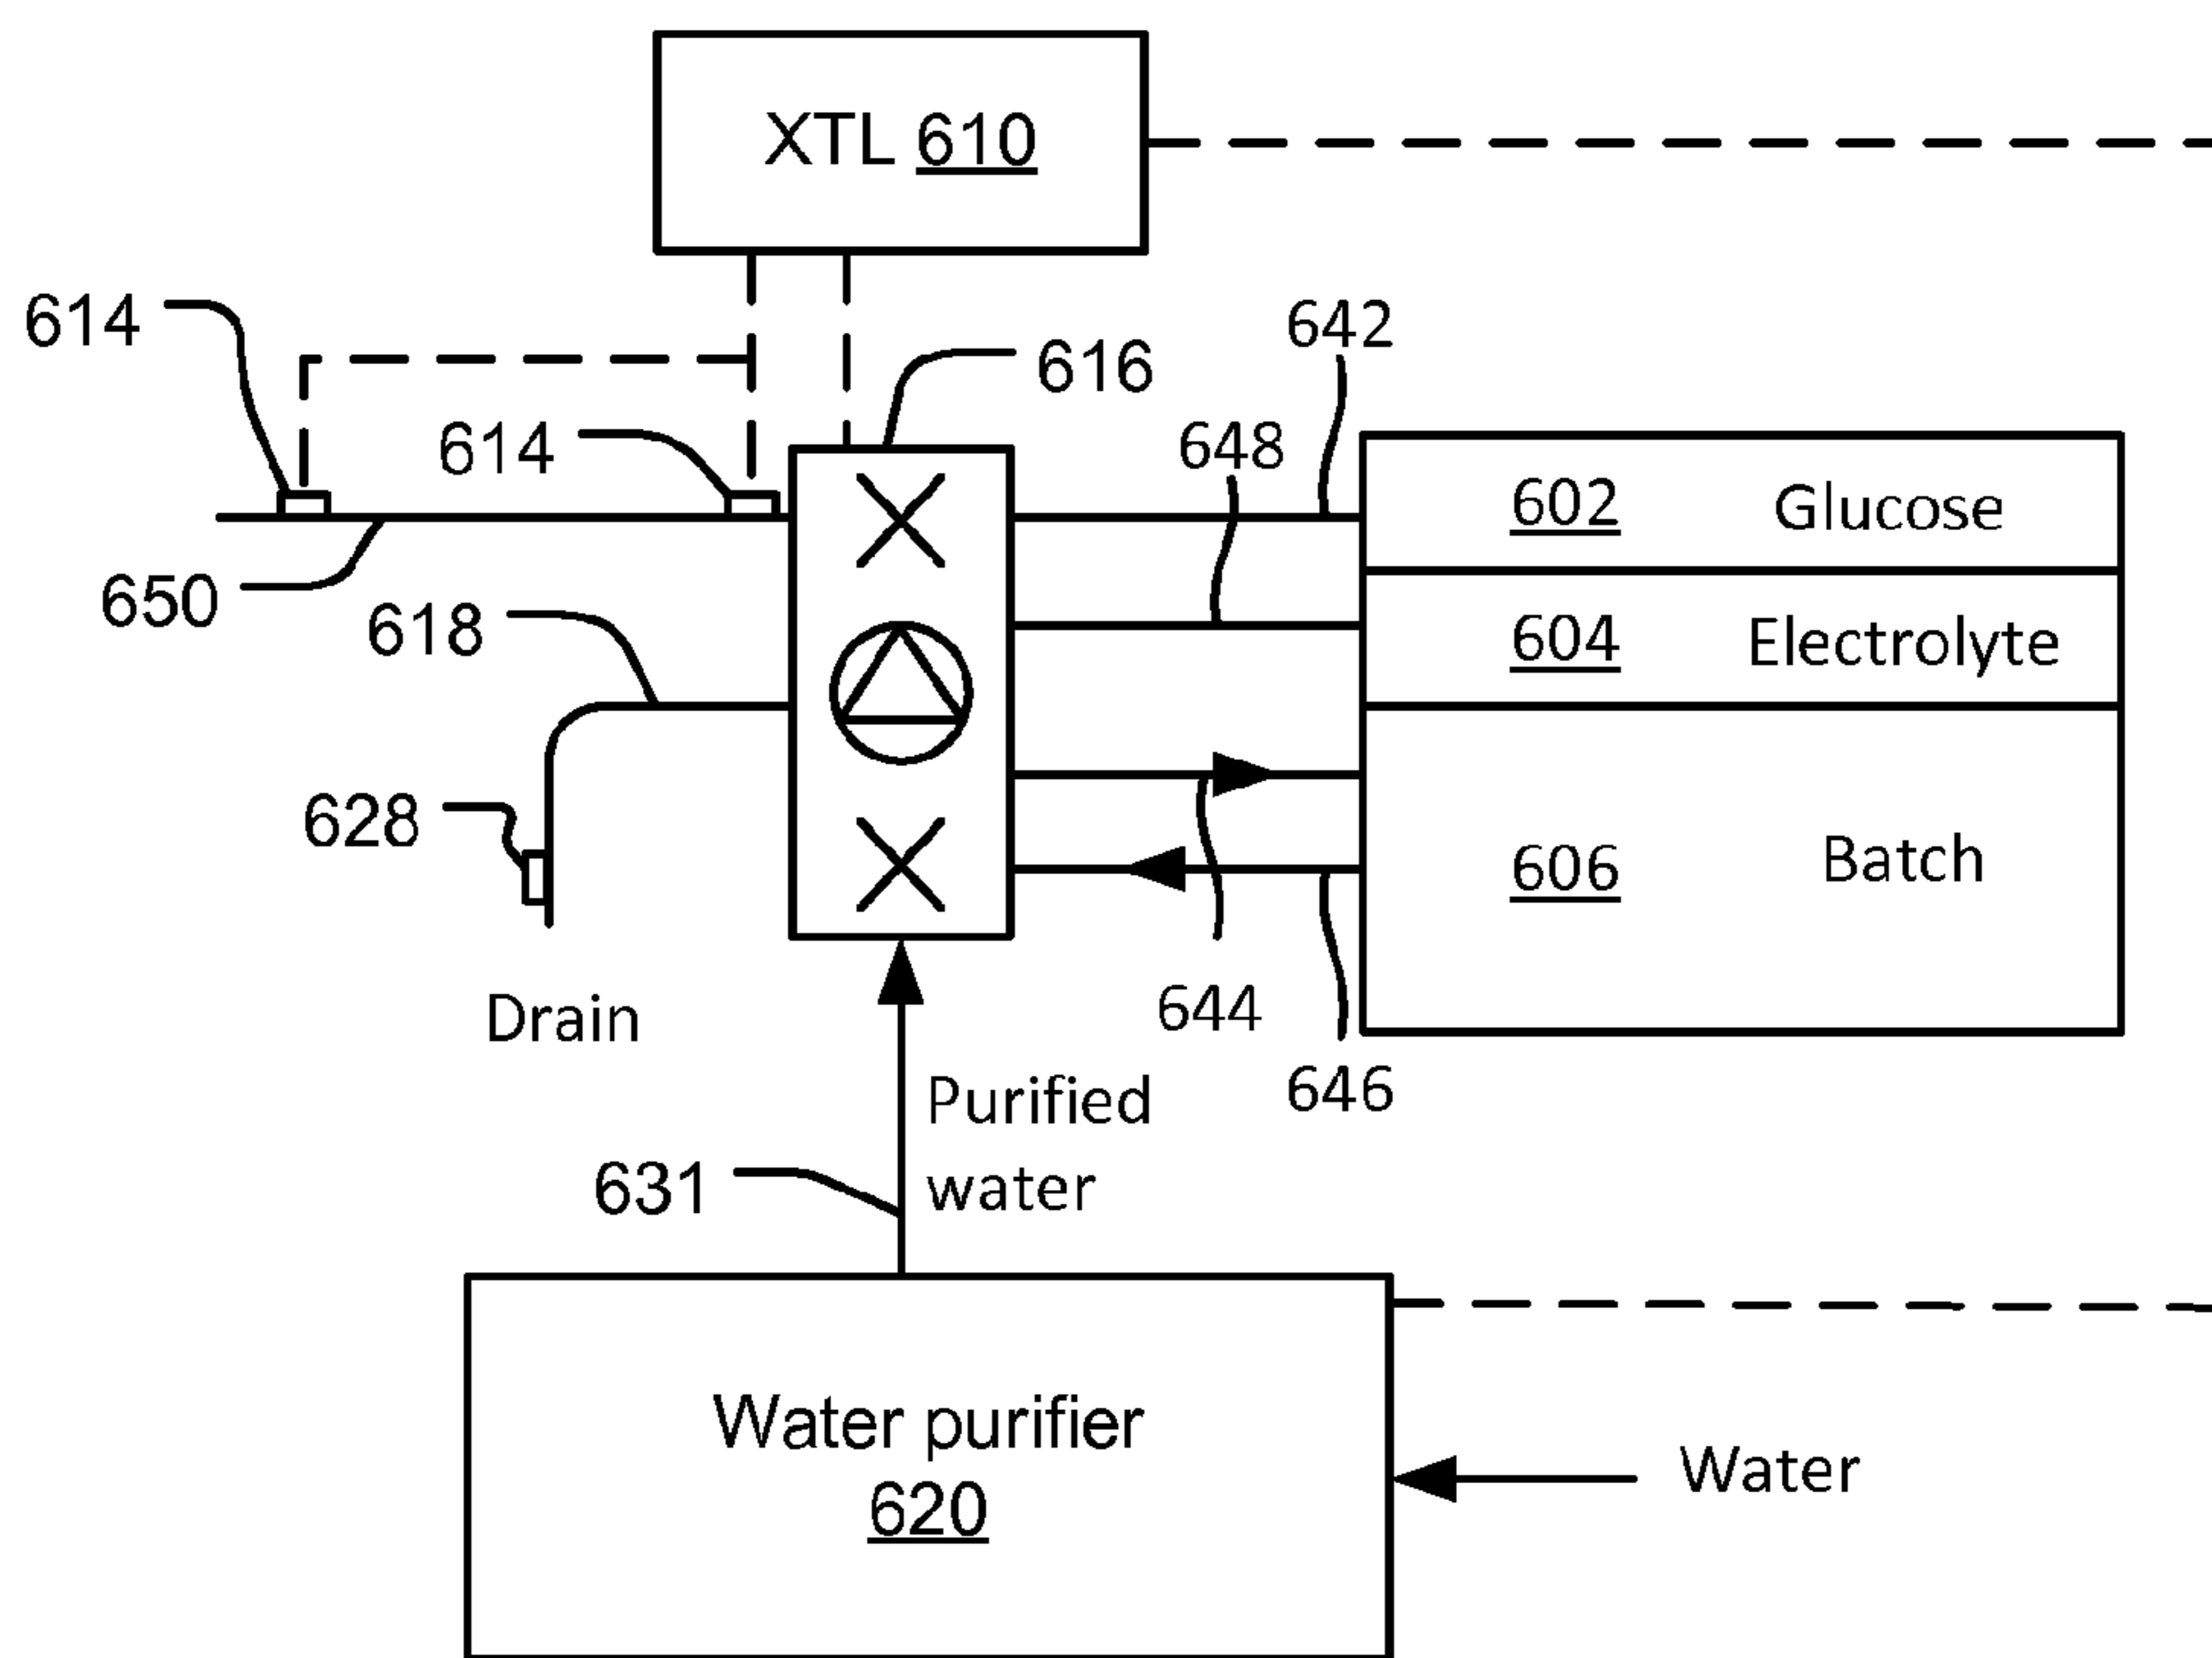 XTL 610
614
616
642
614
648
602 Glucose
650
618
604 Electrolyte
628
606 Batch
Drain
644
646
Purified
water
631
Water purifier
620
Water